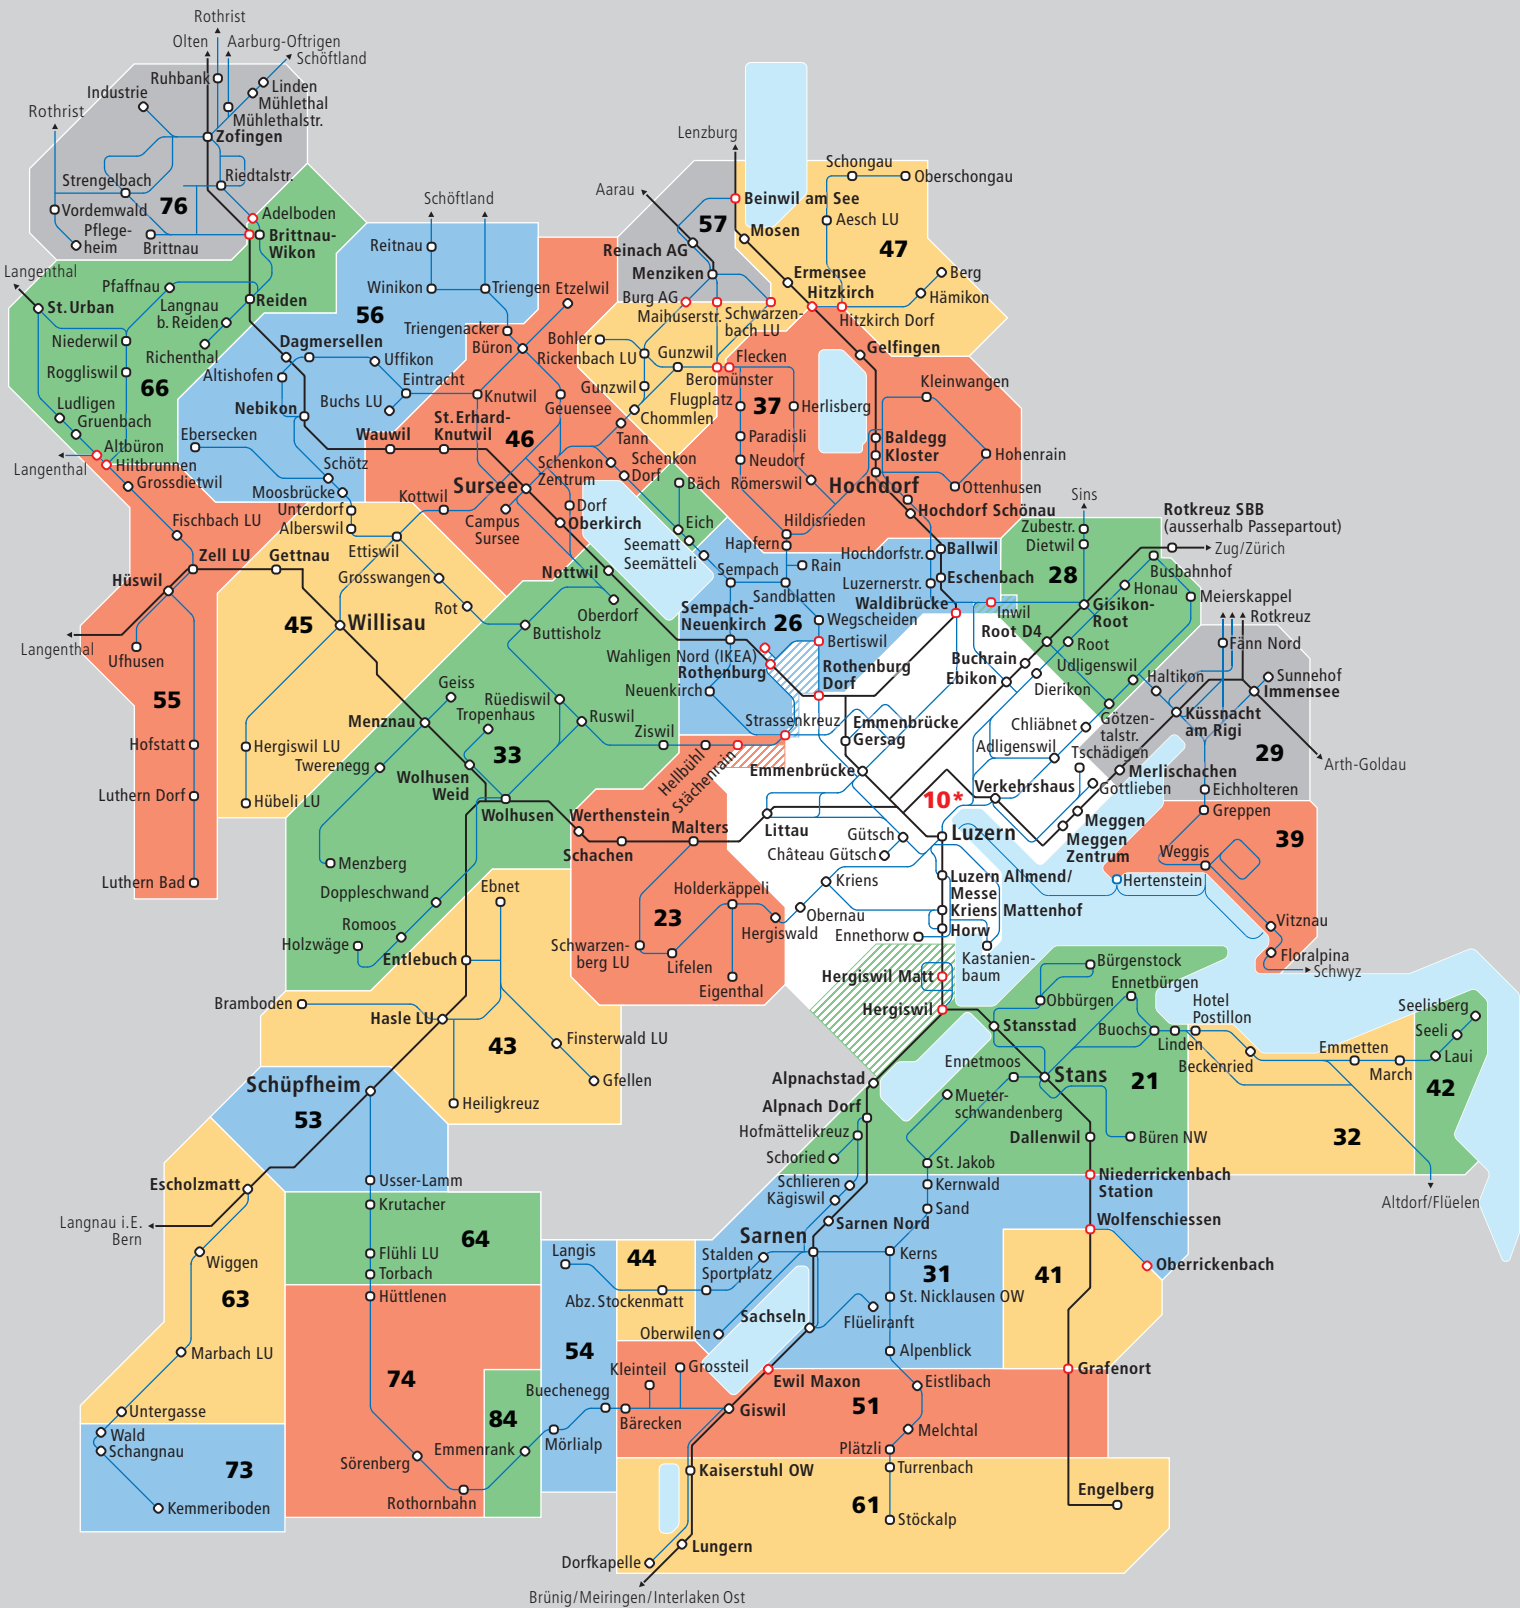 Rothrist
Olten
Aarburg-Oftrigen
Schöftland
Ruhbank
Linden
Industrie
Mühlethal
Mühlethalstr.
Rothrist
Zofingen
Riedtalstr.
Strengelbach
76
Vordemwald
Adelboden
Pflege-
heim
Brittnau
Brittnau-
Wikon
Langenthal
St. Urban
Pfaffnau
Langnau
b. Reiden
Reiden
Niederwil
Richenthal
Roggliswil
66
Ludligen
Gruenbach
Altbüron
Langenthal
Hiltbrunnen
Grossdietwil
Fischbach LU
Schöftland
Reitnau
Winikon
Triengen
56
Dagmersellen
Uffikon
Altishofen
Eintracht
Buchs LU
Nebikon
Ebersecken
Wauwil
Schötz
Moosbrücke
Etzelwil
Triengenacker
Büron
Knutwil
Geuensee
St. Erhard-
Knutwil
46
Tann
Schenkon
Zentrum
Schenkon
Dorf
Sursee
Kottwil
Campus
Sursee
Dorf
Oberkirch
Nottwil
Lenzburg
Aarau
Beinwil am See
57
Mosen
Reinach AG
Menziken
Burg AG
Maihuserstr.
Schwarzen-
bach LU
Bohler
Rickenbach LU
Gunzwil
Gunzwil
Chommlen
Beromünster
Flecken
Schongau
Oberschongau
Aesch LU
47
Ermensee
Hitzkirch
Berg
Hämikon
Hitzkirch Dorf
Gelfingen
Flugplatz
37
Herlisberg
Kleinwangen
Paradisli
Neudorf
Römerswil
Baldegg
Kloster
Hohenrain
Hochdorf
Ottenhusen
Hochdorf Schönau
Hildisrieden
Bäch
Eich
Seematt
Seemätteli
Hapfern
Rain
Hochdorfstr.
Ballwil
Sempach
Luzernerstr.
Eschenbach
Sandblatten
Waldibrücke
Sempach-
Neuenkirch
26
Wegscheiden
Bertiswil
Wahligen Nord (IKEA)
Rothenburg
Rothenburg
Dorf
Neuenkirch
Strassenkreuz
Sins
Zubestr.
Dietwil
Rotkreuz SBB
(ausserhalb Passepartout)
Zug/Zürich
28
Busbahnhof
Honau
Inwil
Gisikon-
Root
Meierskappel
Rotkreuz
Root D4
Root
Fänn Nord
Buchrain
Udligenswil
Ebikon
Dierikon
Haltikon
Sunnehof
Immensee
Chliäbnet
Götzen-
talstr.
Küssnacht
am Rigi
29
Adligenswil
Tschädigen
Merlischachen
Gottlieben
Arth-Goldau
Eichholteren
Unterdorf
Alberswil
Ettiswil
Zell LU
Gettnau
Grosswangen
Hüswil
Rot
45
Willisau
Langenthal
Ufhusen
55
Hofstatt
Hergiswil LU
Luthern Dorf
Hübeli LU
Luthern Bad
Oberdorf
Buttisholz
Geiss
Rüediswil
Tropenhaus
Ruswil
Menznau
Ziswil
33
Twerenegg
Wolhusen
Weid
Wolhusen
Menzberg
Doppleschwand
Romoos
Holzwäge
Hellbühl
Stächenrain
Werthenstein
Malters
Schachen
Holderkäppeli
23
Schwarzen-
berg LU
Lifelen
Hergiswald
Eigenthal
Emmenbrücke
Gersag
Emmenbrücke
10*
Verkehrshaus
Littau
Gütsch
Luzern
Meggen
Meggen
Zentrum
Château Gütsch
Kriens
Luzern Allmend/
Messe
Obernau
Kriens Mattenhof
Ennethorw
Horw
Kastanien-
baum
Hergiswil Matt
Hergiswil
Greppen
39
Weggis
Hertenstein
Vitznau
Floralpina
Schwyz
Ebnet
Entlebuch
Bramboden
Hasle LU
43
Finsterwald LU
Gfellen
Heiligkreuz
Schüpfheim
53
Escholzmatt
Usser-Lamm
Krutacher
Langnau i.E.
Bern
64
Flühli LU
Wiggen
Torbach
63
Hüttlenen
Marbach LU
74
Untergasse
84
Wald
Schangnau
73
Kemmeriboden
Sörenberg
Emmenrank
Rothornbahn
Bürgenstock
Obbürgen
Ennetbürgen
Hotel
Postillon
Seelisberg
Stansstad
Buochs
Linden
Seeli
Emmetten
Laui
Ennetmoos
Beckenried
March
Alpnachstad
Stans
21
42
Mueter-
schwandenberg
Alpnach Dorf
Hofmättelikreuz
Dallenwil
Büren NW
32
Schoried
St. Jakob
Schlieren
Kägiswil
Kernwald
Niederrickenbach
Station
Altdorf/Flüelen
Sand
Sarnen Nord
Wolfenschiessen
Sarnen
Langis
44
Stalden
Sportplatz
Kerns
Oberrickenbach
31
41
Abz. Stockenmatt
St. Nicklausen OW
Flüeliranft
Sachseln
Oberwilen
54
Alpenblick
Kleinteil
Grossteil
Ewil Maxon
Grafenort
Buechenegg
Eistlibach
51
Bärecken
Giswil
Mörlialp
Melchtal
Plätzli
Kaiserstuhl OW
Turrenbach
61
Engelberg
Stöckalp
Lungern
Dorfkapelle
Brünig/Meiringen/Interlaken Ost